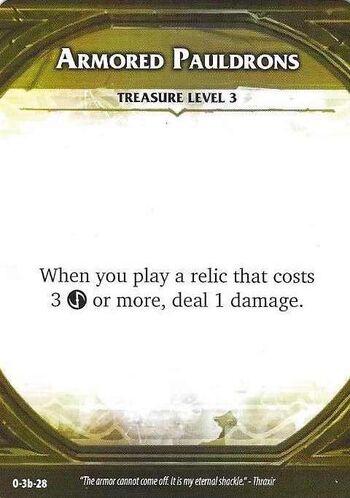 ARMORED PAULDRONS
TREASURE LEVEL 3
When you play a relic that costs
3 or more, deal 1 damage.
0-3b-28
"The armor cannot come off. It is my eternal shackle." - Thraxir